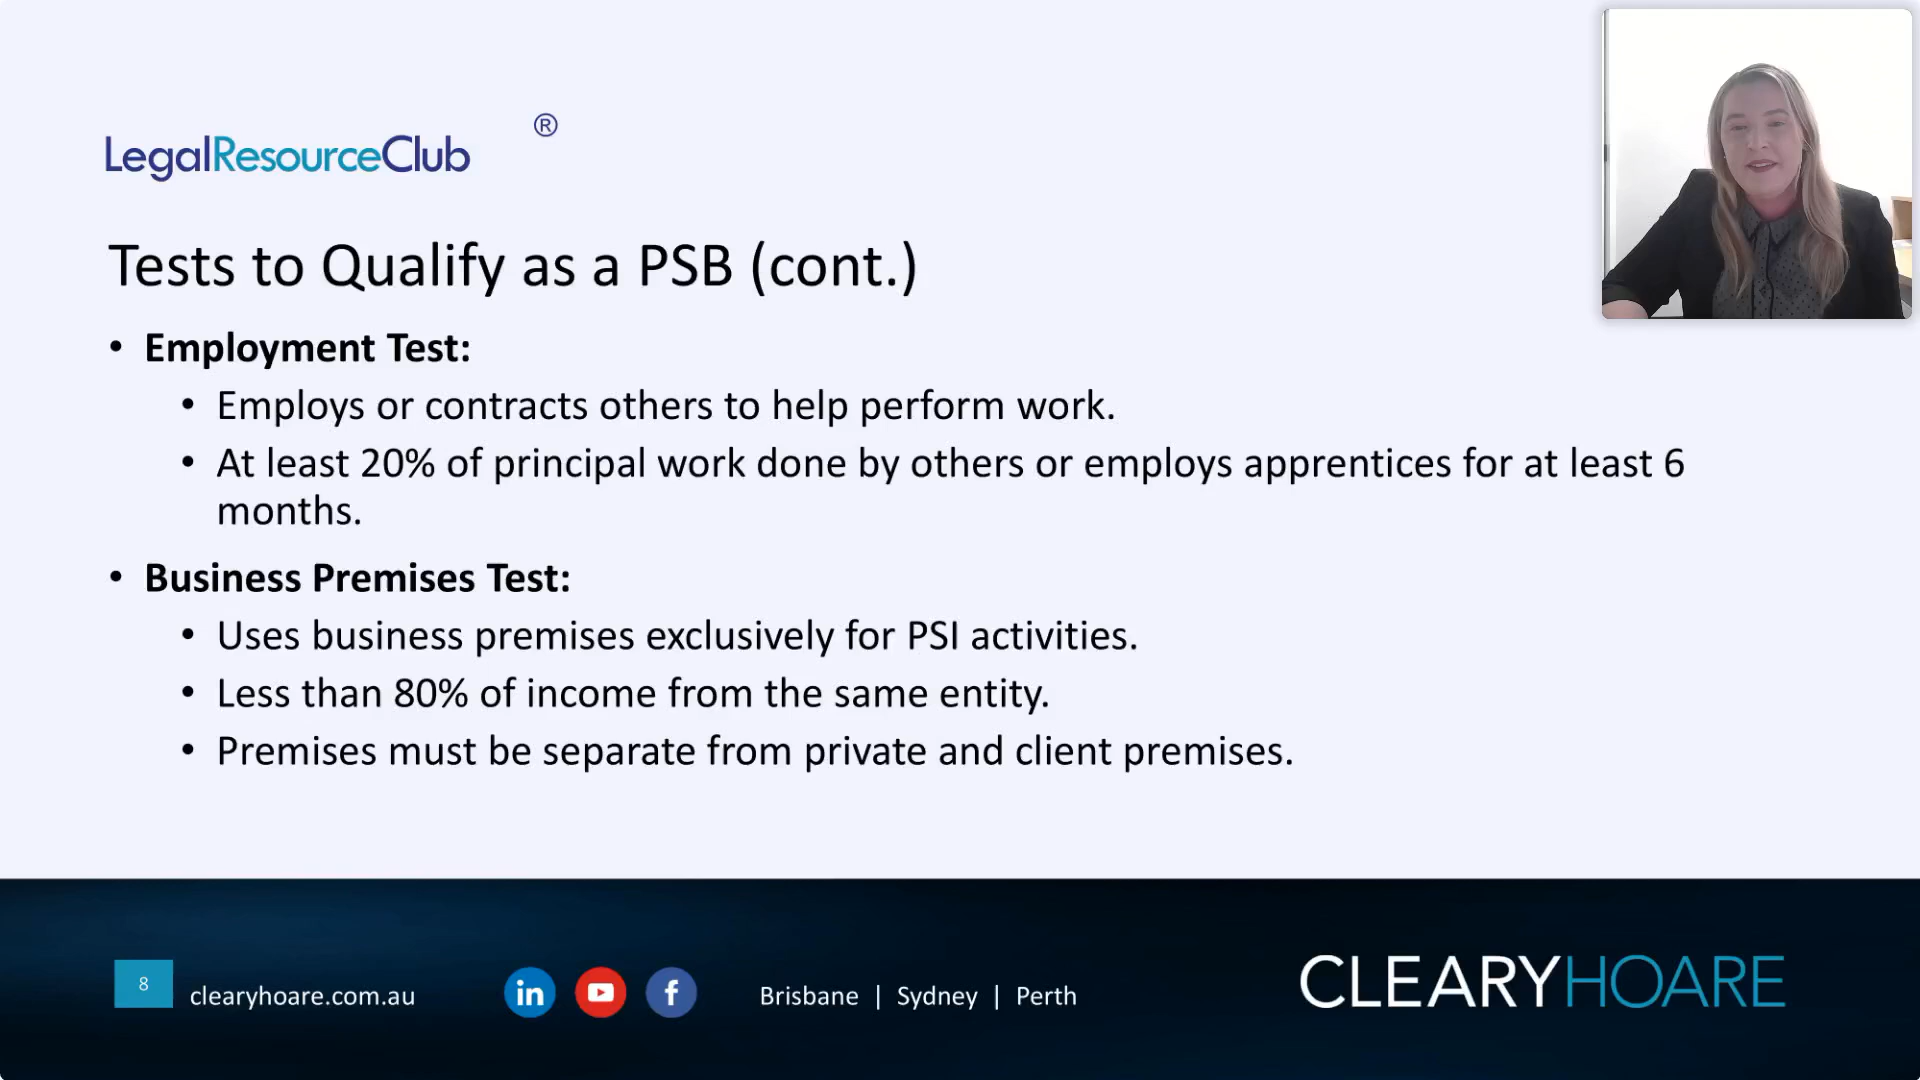 LegalResourceClub ®
Tests to Qualify as a PSB (cont.)
• Employment Test:
• Employs or contracts others to help perform work.
• At least 20% of principal work done by others or employs apprentices for at least 6
months.
• Business Premises Test:
• Uses business premises exclusively for PSI activities.
• Less than 80% of income from the same entity.
• Premises must be separate from private and client premises.
8
clearyhoare.com.au
in
f
Brisbane | Sydney | Perth
CLEARYHOARE